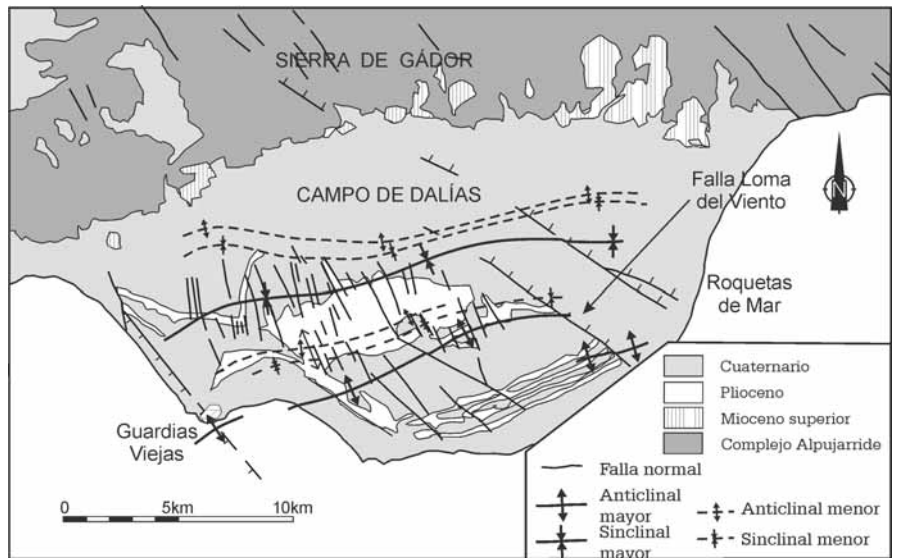 SIERRA DE GÁDOR
CAMPO DE DALÍAS
Falla Loma
del Viento
N
Roquetas
de Mar
Guardias
Viejas
0 5km 10km
Cuaternario
Plioceno
Mioceno superior
Complejo Alpujarride
Falla normal
Anticlinal
mayor
Anticlinal menor
Sinclinal
mayor
Sinclinal menor